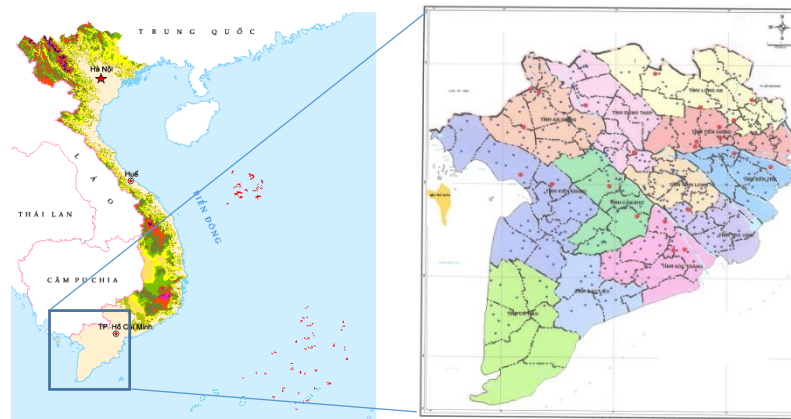 TRUNG QUỐC
Hà Nội
LÀO
Huế
THÁI LAN
BIỂN ĐÔNG
CĂM PUCHIA
TP. Hồ Chí Minh
TỈNH LONG AN
TỈNH ĐỒNG THÁP
TỈNH AN GIANG
TỈNH TIỀN GIANG
TỈNH BẾN TRE
TỈNH VĨNH LONG
TỈNH KIÊN GIANG
TỈNH CẦN THƠ
TỈNH TRÀ VINH
TỈNH SÓC TRĂNG
TỈNH BẠC LIÊU
TỈNH CÀ MAU